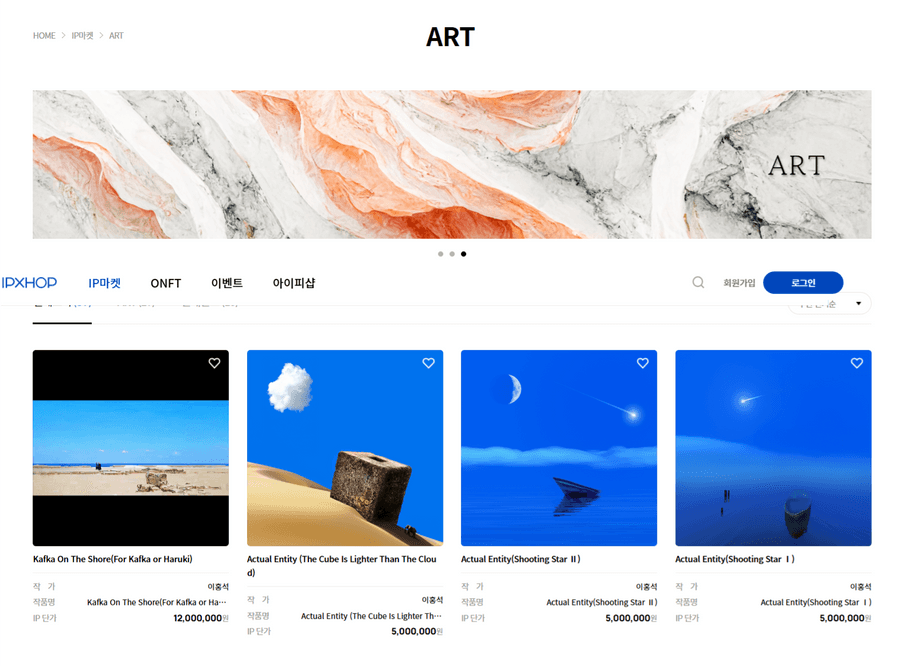 HOME > IP마켓 > ART
ART
ART
IPXHOP IP마켓 ONFT 이벤트 아이피샵 회원가입 로그인
Kafka On The Shore(For Kafka or Haruki)
작 가 이홍석
작품명 Kafka On The Shore(For Kafka or Ha···
IP 단가 12,000,000원
Actual Entity (The Cube Is Lighter Than The Clou
d)
작 가 이홍석
작품명 Actual Entity (The Cube Is Lighter Th···
IP 단가 5,000,000원
Actual Entity(Shooting Star Ⅱ)
작 가 이홍석
작품명 Actual Entity(Shooting Star Ⅱ)
IP 단가 5,000,000원
Actual Entity(Shooting Star Ⅰ)
작 가 이홍석
작품명 Actual Entity(Shooting Star Ⅰ)
IP 단가 5,000,000원